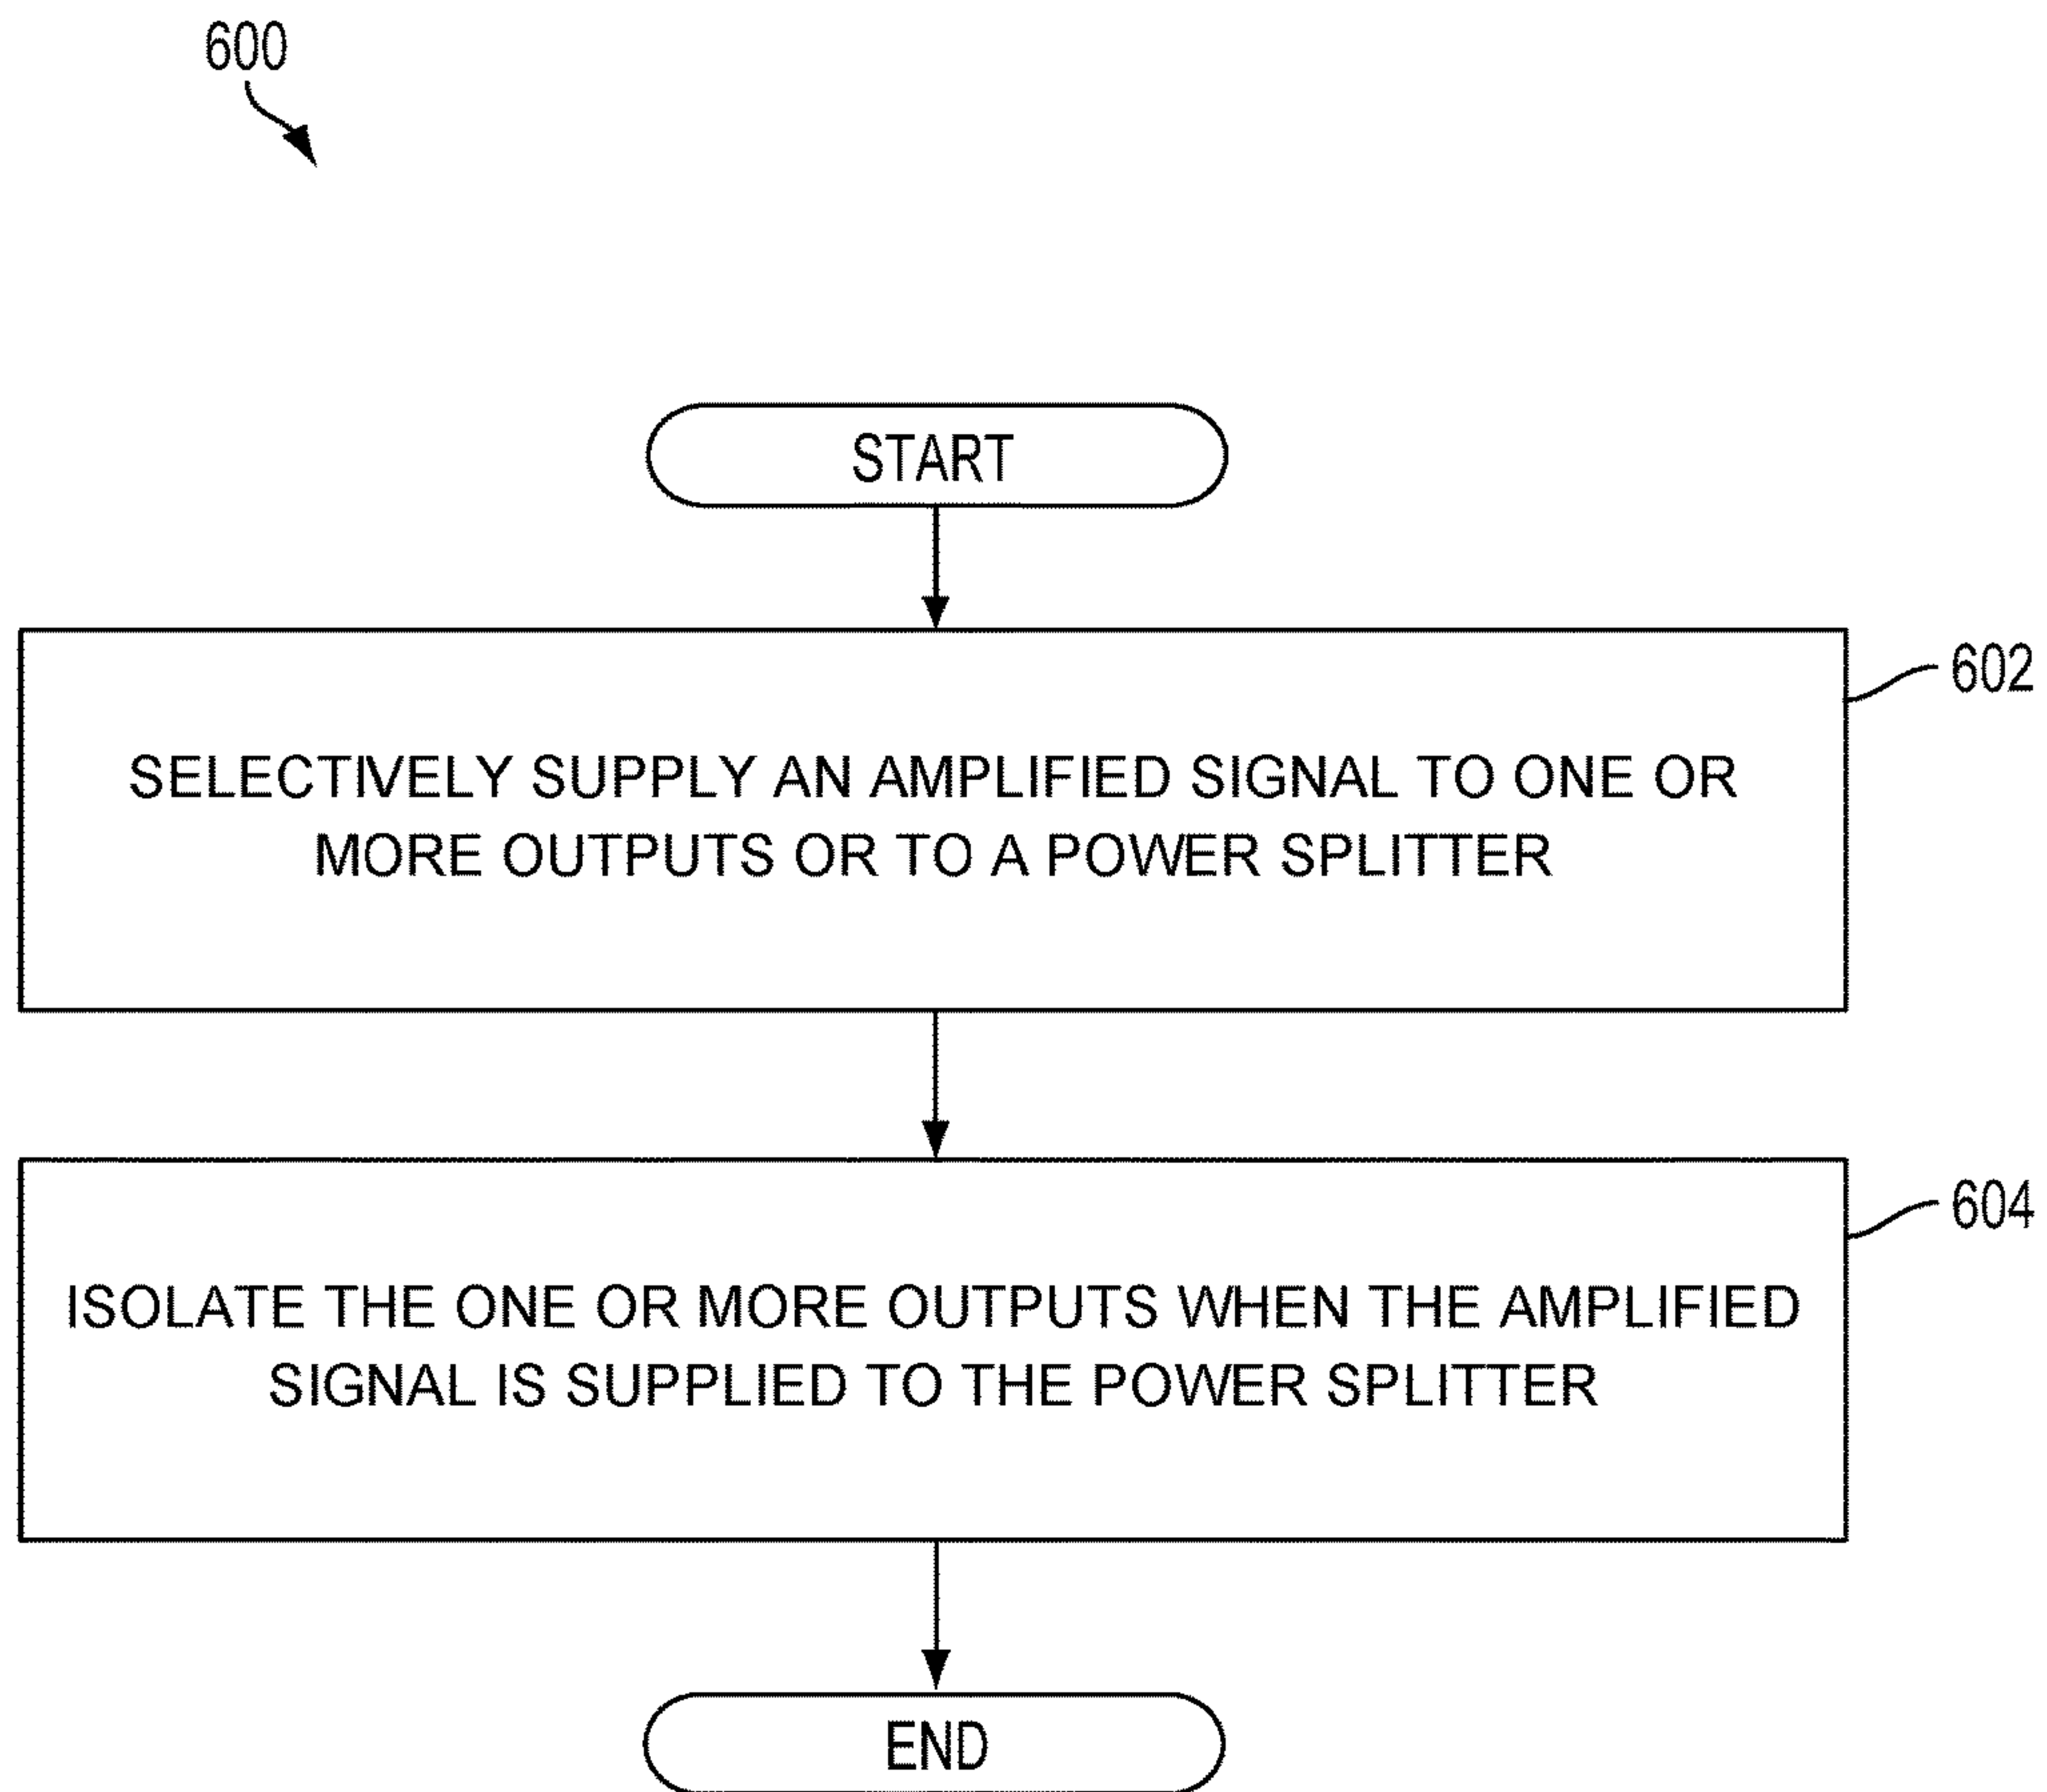 600
START
602
SELECTIVELY SUPPLY AN AMPLIFIED SIGNAL TO ONE OR
MORE OUTPUTS OR TO A POWER SPLITTER
604
ISOLATE THE ONE OR MORE OUTPUTS WHEN THE AMPLIFIED
SIGNAL IS SUPPLIED TO THE POWER SPLITTER
END